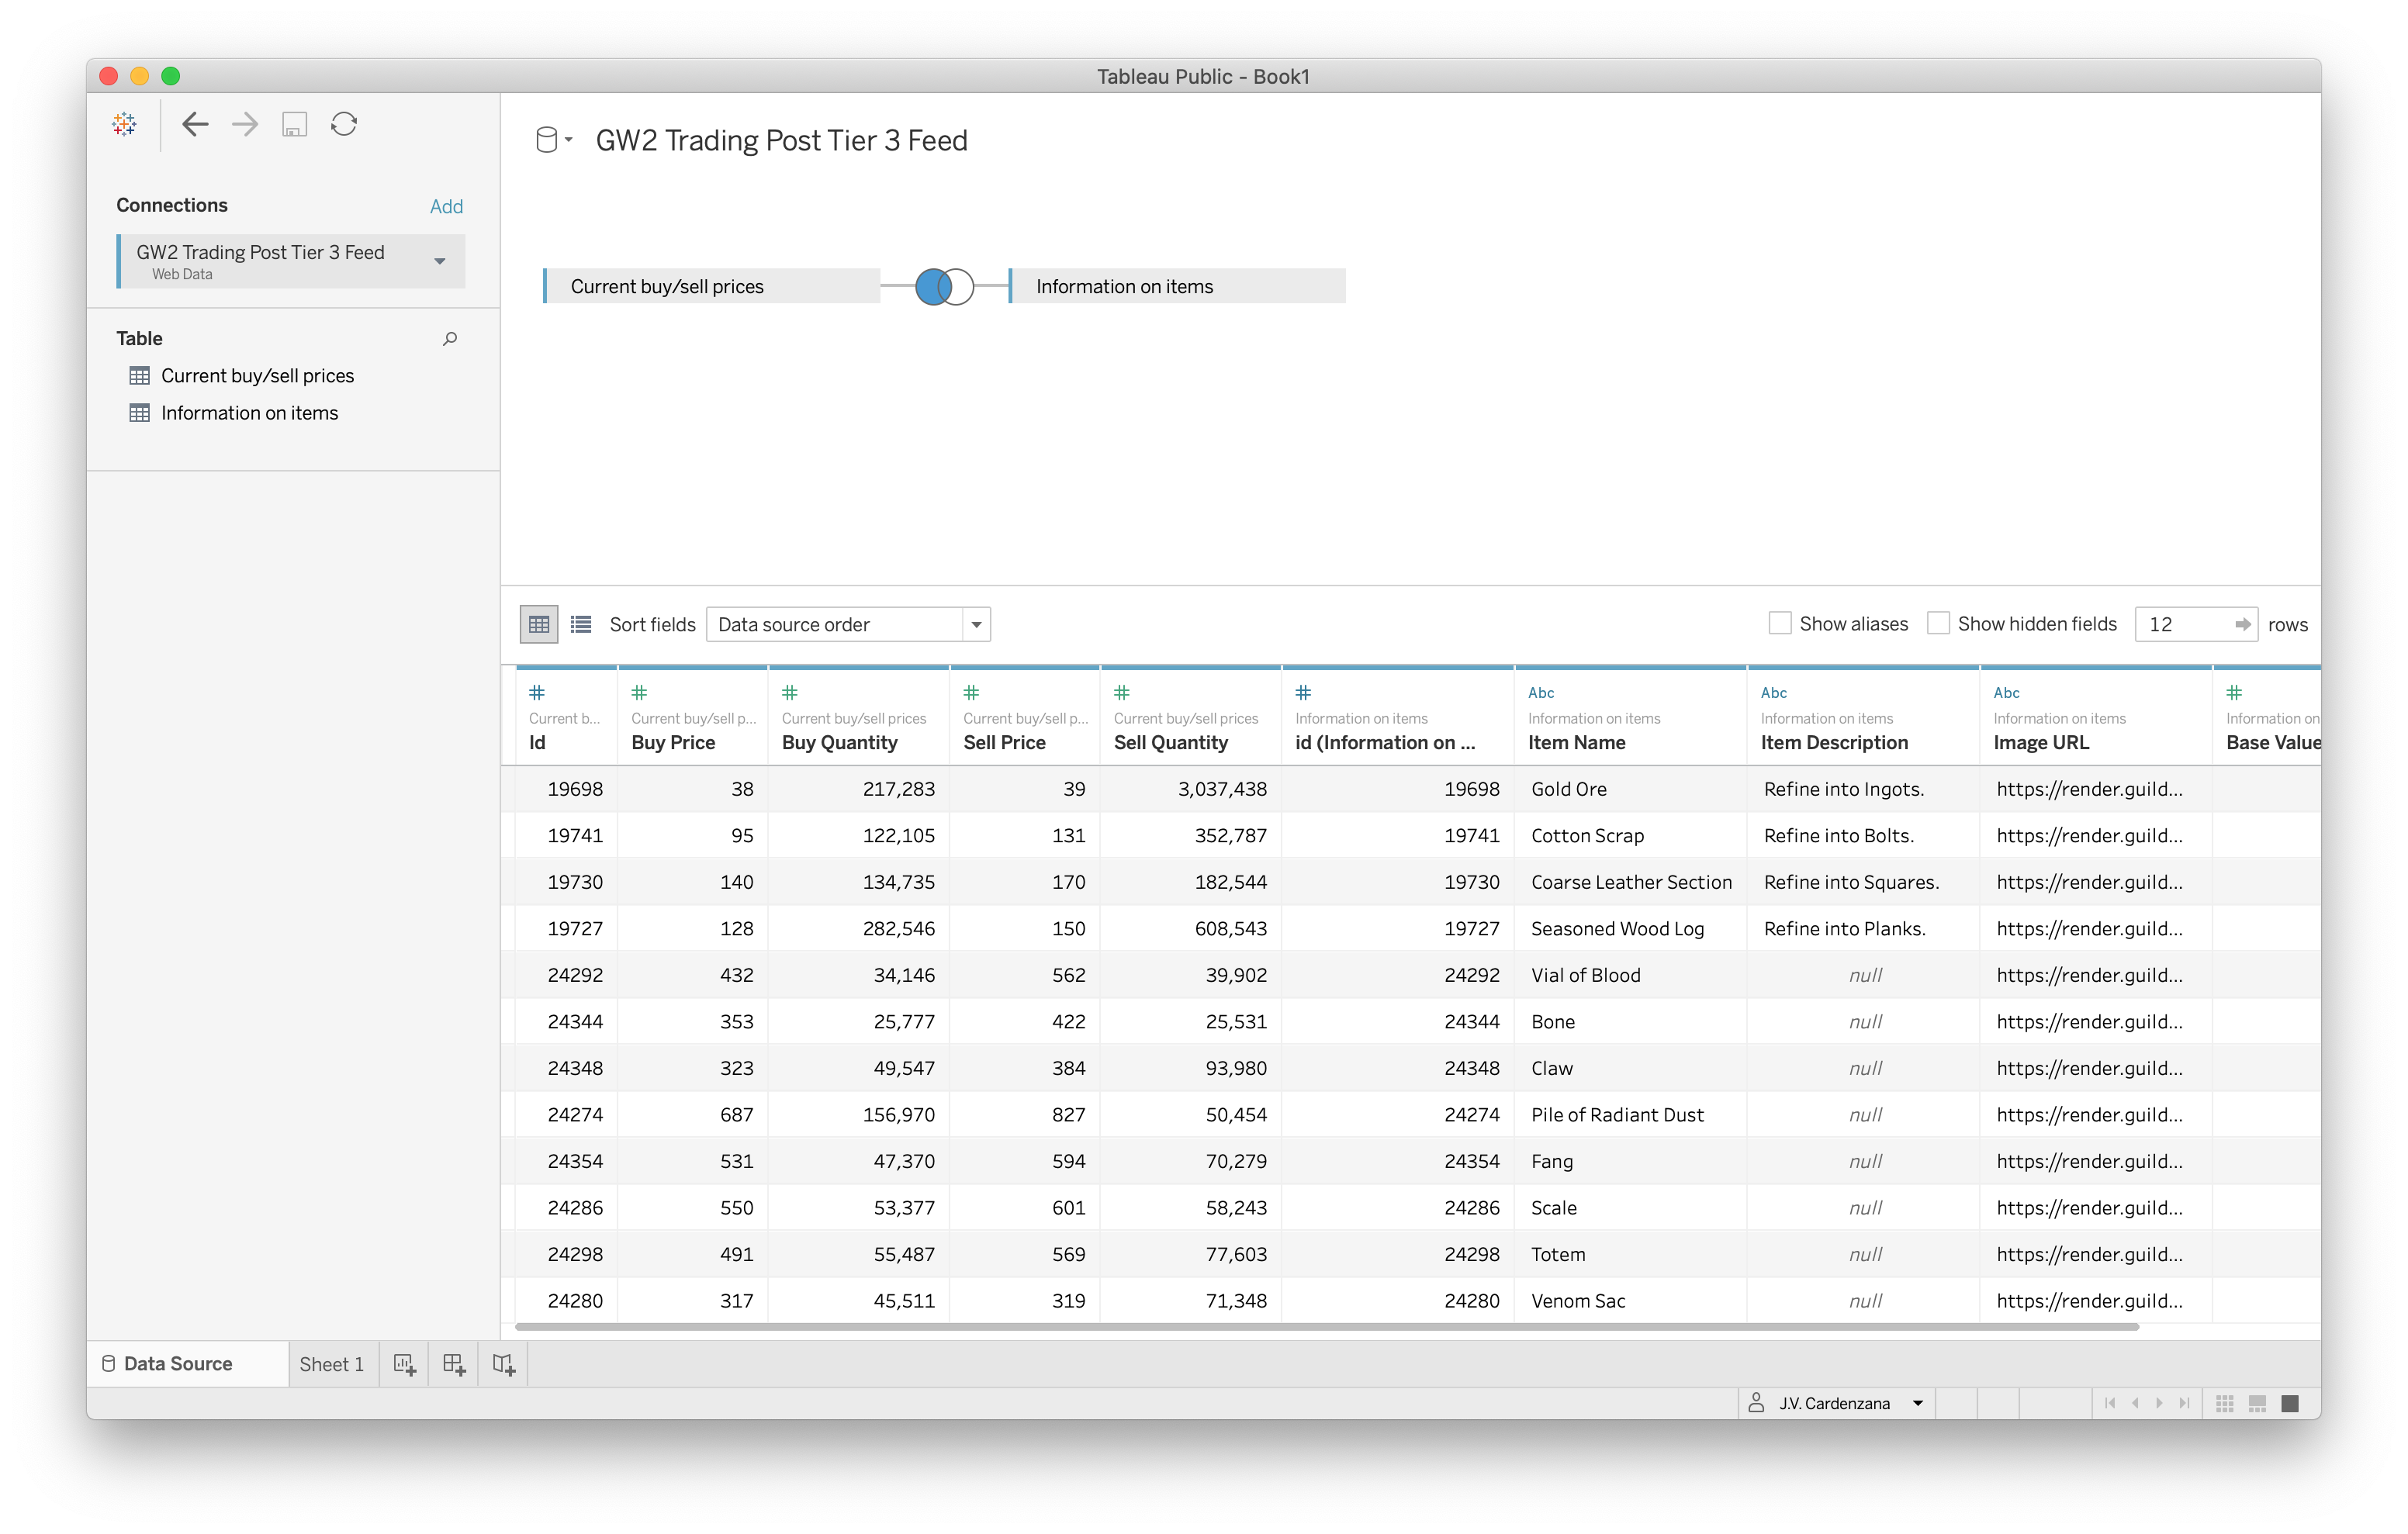 Tableau Public - Book1
GW2 Trading Post Tier 3 Feed
Connections Add
GW2 Trading Post Tier 3 Feed
Web Data
Table
Current buy/sell prices
Information on items
Current buy/sell prices Information on items
Sort fields Data source order Show aliases Show hidden fields 12 rows
# # # # # # Abc Abc Abc #
Current b... Current buy/sell p... Current buy/sell prices Current buy/sell p... Current buy/sell prices Information on items Information on items Information on items Information on items Information on
Id Buy Price Buy Quantity Sell Price Sell Quantity id (Information on ... Item Name Item Description Image URL Base Value
19698 38 217,283 39 3,037,438 19698 Gold Ore Refine into Ingots. https://render.guild...
19741 95 122,105 131 352,787 19741 Cotton Scrap Refine into Bolts. https://render.guild...
19730 140 134,735 170 182,544 19730 Coarse Leather Section Refine into Squares. https://render.guild...
19727 128 282,546 150 608,543 19727 Seasoned Wood Log Refine into Planks. https://render.guild...
24292 432 34,146 562 39,902 24292 Vial of Blood null https://render.guild...
24344 353 25,777 422 25,531 24344 Bone null https://render.guild...
24348 323 49,547 384 93,980 24348 Claw null https://render.guild...
24274 687 156,970 827 50,454 24274 Pile of Radiant Dust null https://render.guild...
24354 531 47,370 594 70,279 24354 Fang null https://render.guild...
24286 550 53,377 601 58,243 24286 Scale null https://render.guild...
24298 491 55,487 569 77,603 24298 Totem null https://render.guild...
24280 317 45,511 319 71,348 24280 Venom Sac null https://render.guild...
Data Source Sheet 1
J.V. Cardenzana